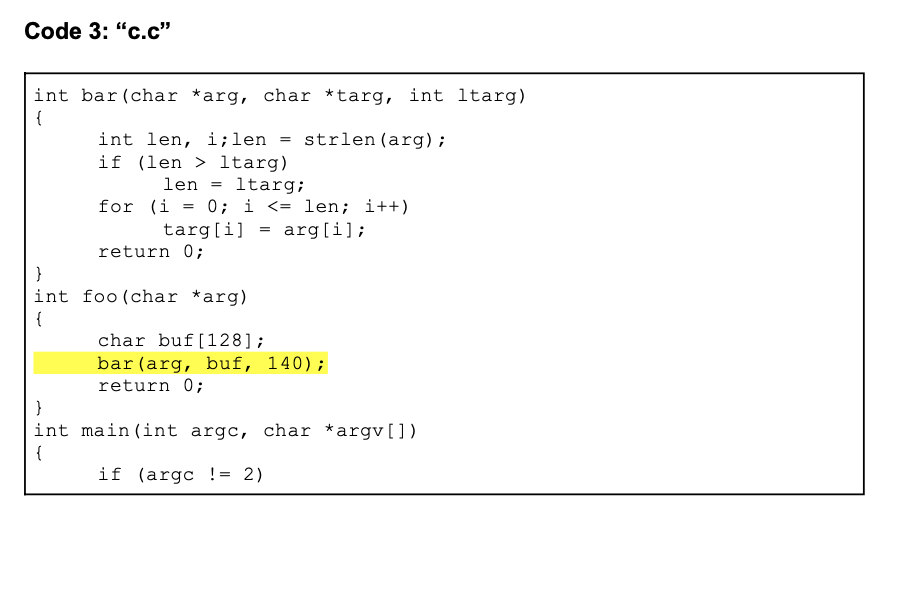 Code 3: “c.c”
int bar(char *arg, char *targ, int ltarg)
{
int len, i;len = strlen(arg);
if (len > ltarg)
len = ltarg;
for (i = 0; i <= len; i++)
targ[i] = arg[i];
return 0;
}
int foo(char *arg)
{
char buf[128];
bar(arg, buf, 140);
return 0;
}
int main(int argc, char *argv[])
{
if (argc != 2)